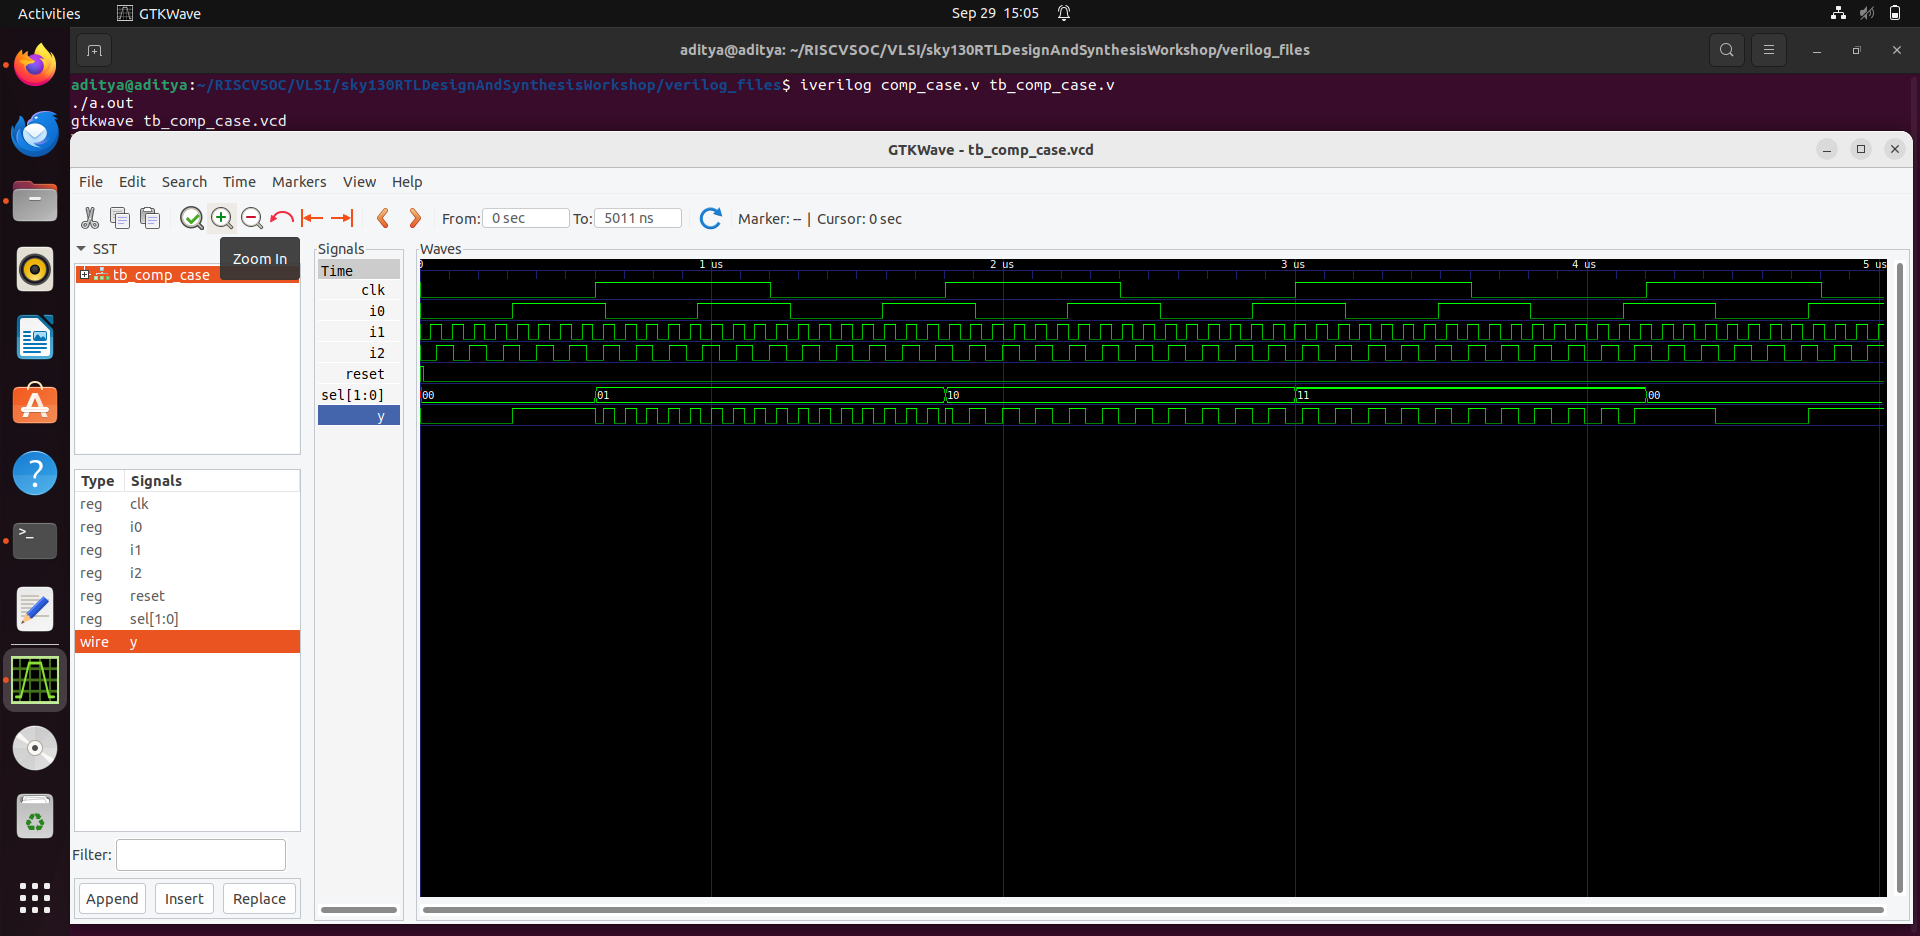 Activities GTKWave Sep 29 15:05
aditya@aditya: ~/RISCVSOC/VLSI/sky130RTLDesignAndSynthesisWorkshop/verilog_files
aditya@aditya:~/RISCVSOC/VLSI/sky130RTLDesignAndSynthesisWorkshop/verilog_files$ iverilog comp_case.v tb_comp_case.v
./a.out
gtkwave tb_comp_case.vcd
GTKWave - tb_comp_case.vcd
File Edit Search Time Markers View Help
From: 0 sec To: 5011 ns Marker: -- | Cursor: 0 sec
SST
tb_comp_case
Zoom In
Type Signals
reg clk
reg i0
reg i1
reg i2
reg reset
reg sel[1:0]
wire y
Filter:
Append Insert Replace
Signals
Time
clk
i0
i1
i2
reset
sel[1:0]
y
Waves
0 1 us 2 us 3 us 4 us 5 us
00 01 10 11 00